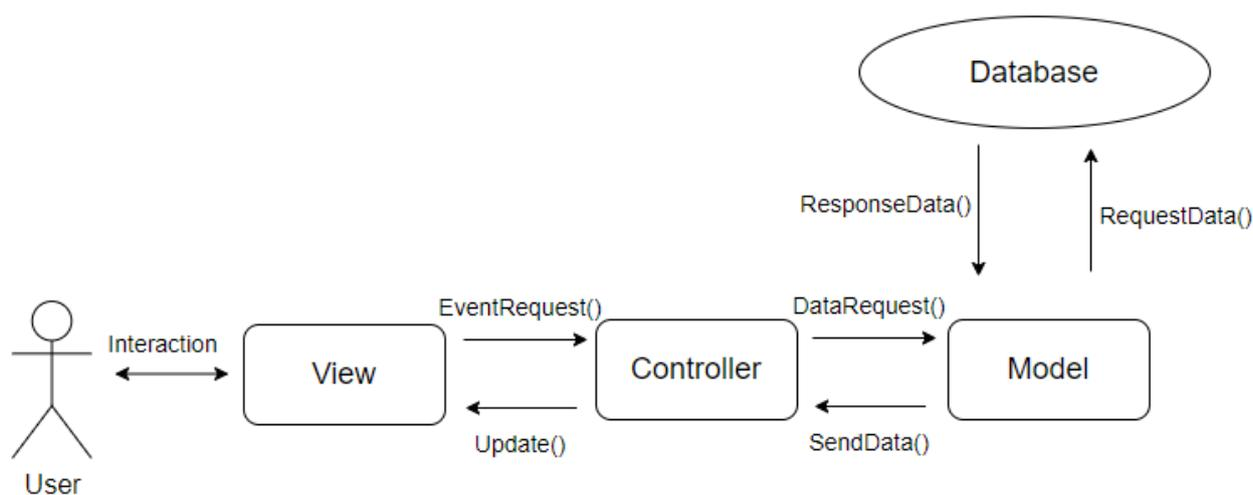 Database
ResponseData()
RequestData()
EventRequest()
DataRequest()
Interaction
View
Controller
Model
Update()
SendData()
User